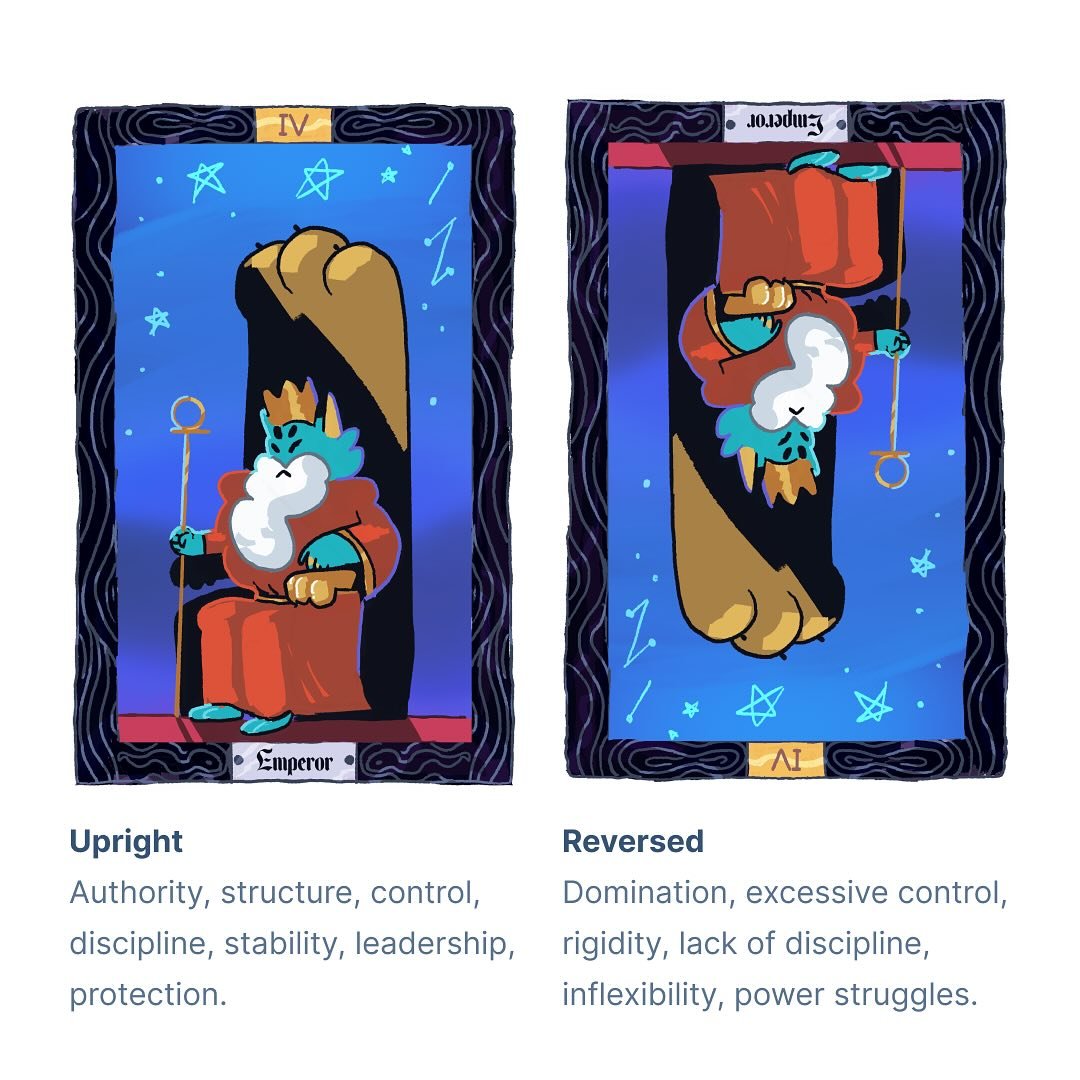 IV
Emperor
Emperor
IV
Upright
Authority, structure, control,
discipline, stability, leadership,
protection.
Reversed
Domination, excessive control,
rigidity, lack of discipline,
inflexibility, power struggles.